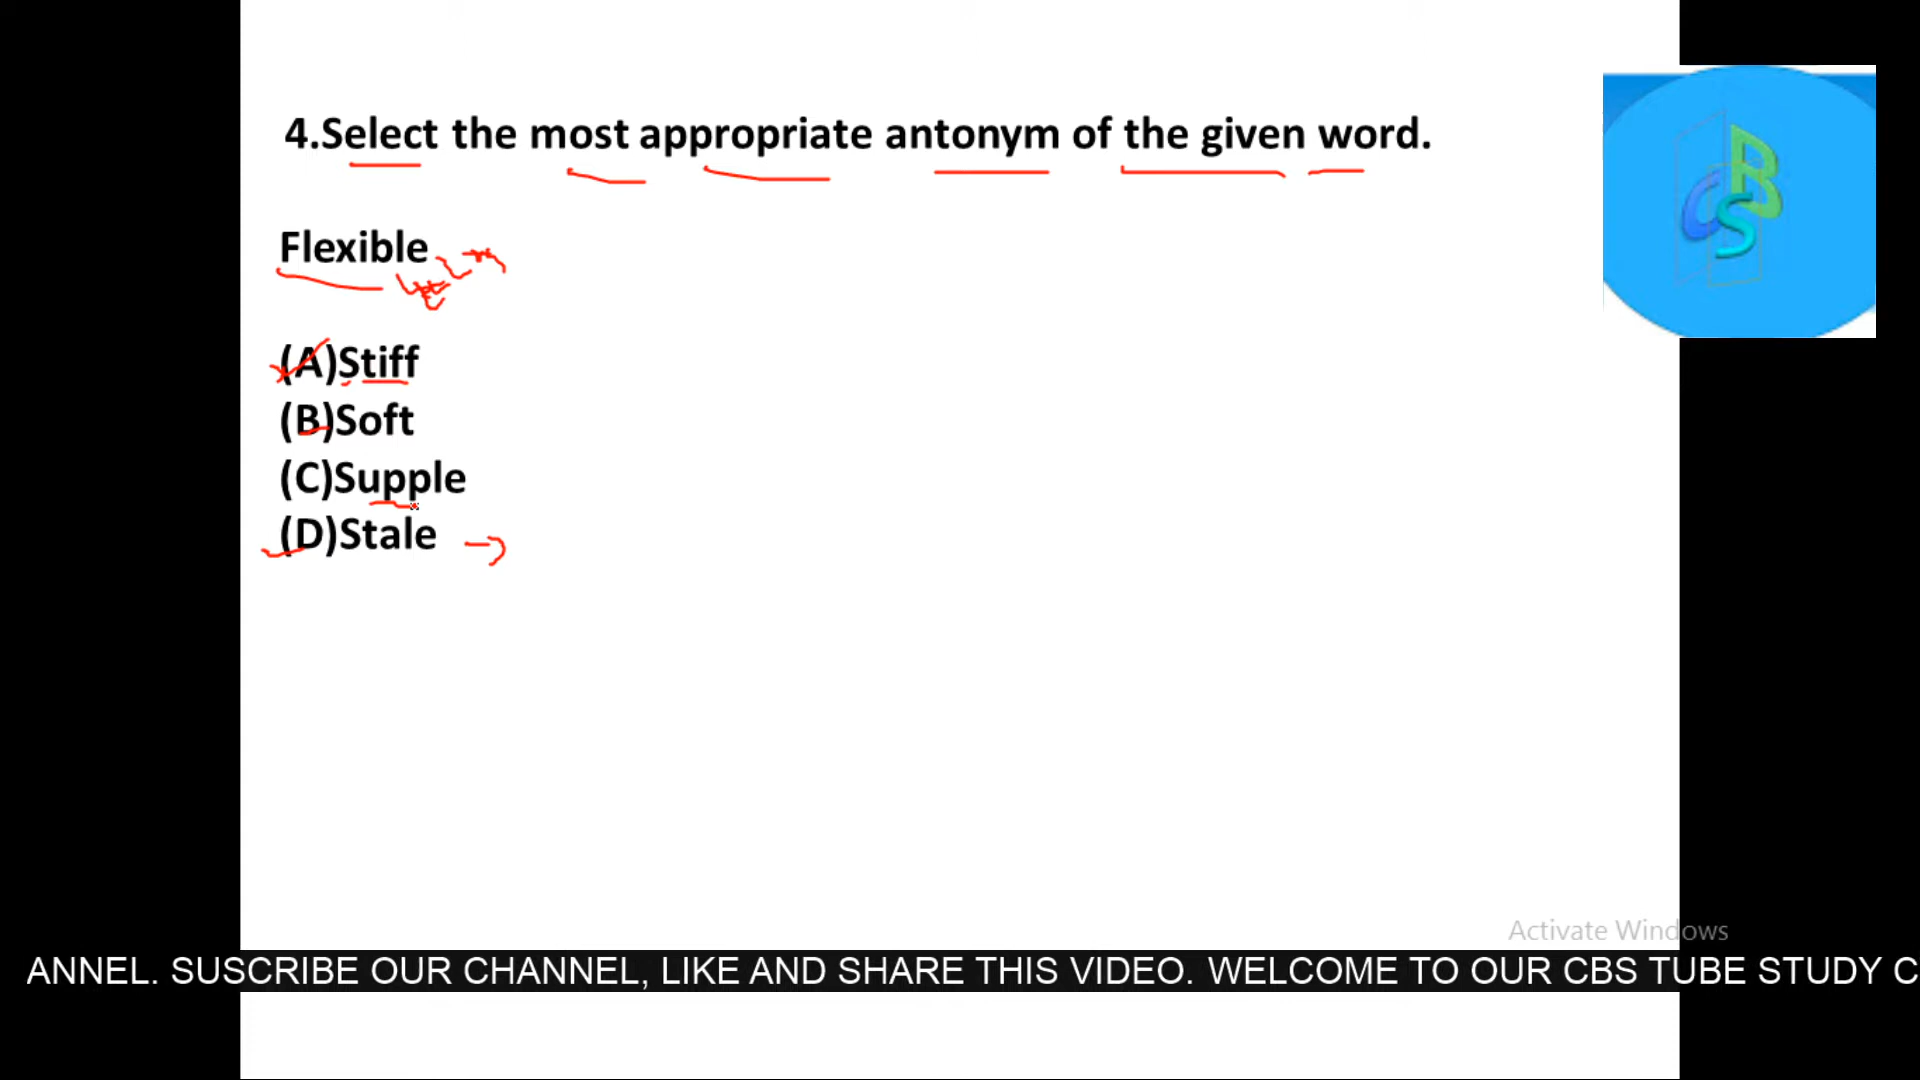 4.Select the most appropriate antonym of the given word.
Flexible
(A)Stiff
(B)Soft
(C)Supple
(D)Stale
CBS
Activate Windows
ANNEL. SUSCRIBE OUR CHANNEL, LIKE AND SHARE THIS VIDEO. WELCOME TO OUR CBS TUBE STUDY C